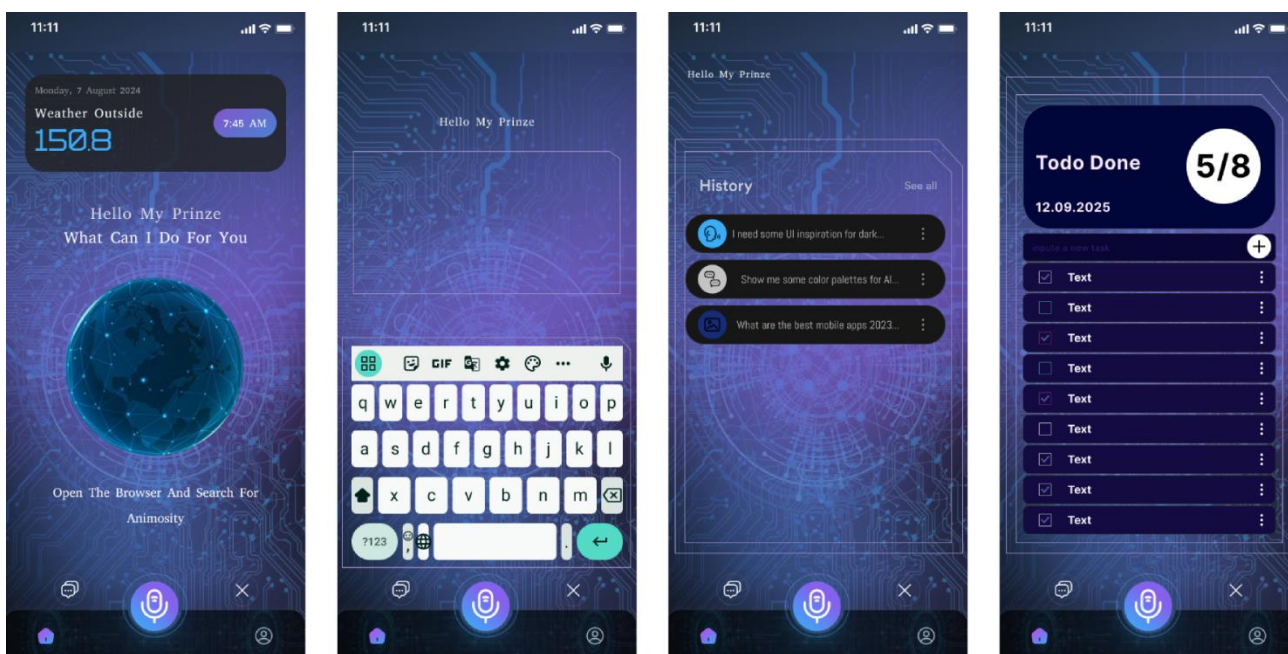 11:11
Monday, 7 August 2024
Weather Outside
150.8
7:45 AM
Hello My Prinze
What Can I Do For You
Open The Browser And Search For
Animosity
11:11
Hello My Prinze
GIF
q w e r t y u i o p
a s d f g h j k l
x c v b n m
?123 , .
11:11
Hello My Prinze
History
See all
I need some UI inspiration for dark...
Show me some color palettes for AI...
What are the best mobile apps 2023...
11:11
Todo Done
5/8
12.09.2025
inpute a new task
Text
Text
Text
Text
Text
Text
Text
Text
Text